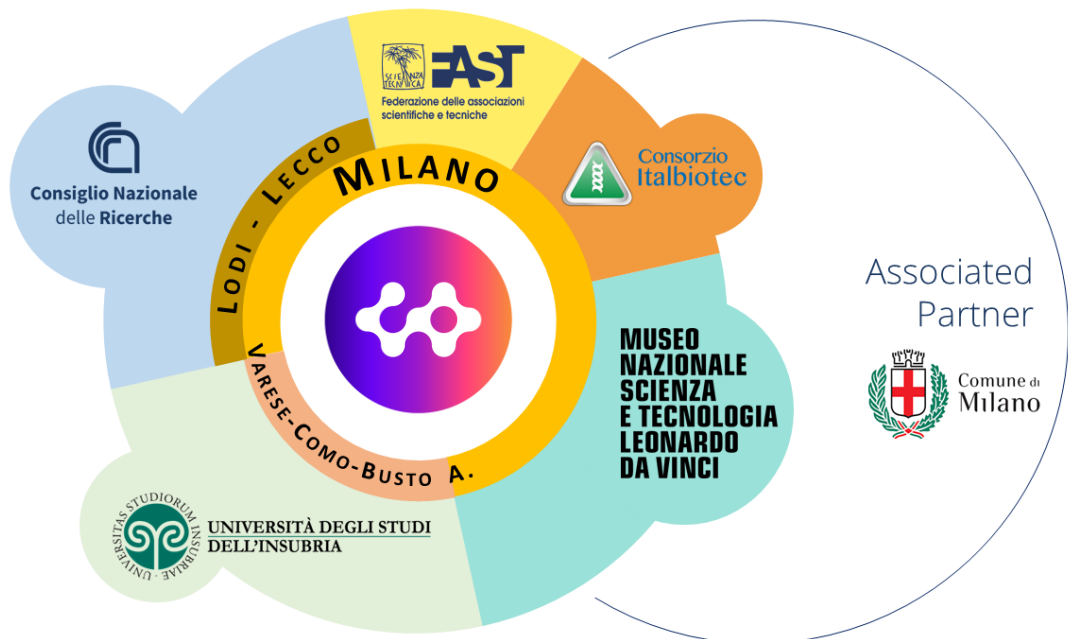 SCIENZA
TECNICA
FAST
Federazione delle associazioni
scientifiche e tecniche
Consiglio Nazionale
delle Ricerche
LODI - LECCO
MILANO
Consorzio
Italbiotec
Associated
Partner
Comune di
Milano
MUSEO
NAZIONALE
SCIENZA
E TECNOLOGIA
LEONARDO
DA VINCI
VARESE-COMO-BUSTO A.
UNIVERSITAS STUDIORUM INSUBRIAE
UNIVERSITÀ DEGLI STUDI
DELL'INSUBRIA